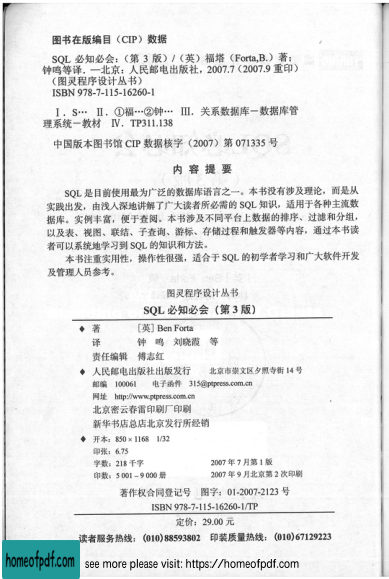 图书在版编目（CIP）数据
SQL 必知必会：（第 3 版）/（英）福塔（Forta,B.）著；
钟鸣等译. —北京：人民邮电出版社，2007.7（2007.9 重印）
（图灵程序设计丛书）
ISBN 978-7-115-16260-1
Ⅰ. S… Ⅱ. ①福…②钟… Ⅲ. 关系数据库－数据库管
理系统－教材 Ⅳ. TP311.138
中国版本图书馆 CIP 数据核字（2007）第 071335 号
内 容 提 要
SQL 是目前使用最为广泛的数据库语言之一。本书没有涉及理论，而是从
实践出发，由浅入深地讲解了广大读者所必需的 SQL 知识，适用于各种主流数
据库。实例丰富，便于查阅。本书涉及不同平台上数据的排序、过滤和分组，
以及表、视图、联结、子查询、游标、存储过程和触发器等内容，通过本书读
者可以系统地学习到 SQL 的知识和方法。
本书注重实用性，操作性很强，适合于 SQL 的初学者学习和广大软件开发
及管理人员参考。
图灵程序设计丛书
SQL 必知必会（第 3 版）
◆ 著 [英] Ben Forta
译 钟 鸣 刘晓霞 等
责任编辑 傅志红
◆ 人民邮电出版社出版发行 北京市崇文区夕照寺街 14 号
邮编 100061 电子函件 315@ptpress.com.cn
网址 http://www.ptpress.com.cn
北京密云春雷印刷厂印刷
新华书店总店北京发行所经销
◆ 开本：850×1168 1/32
印张：6.75
字数：218 千字 2007 年 7 月第 1 版
印数：5 001－9 000 册 2007 年 9 月北京第 2 次印刷
著作权合同登记号 图字：01-2007-2123 号
ISBN 978-7-115-16260-1/TP
定价：29.00 元
读者服务热线：(010)88593802 印装质量热线：(010)67129223
homeofpdf.com
see more please visit: https://homeofpdf.com